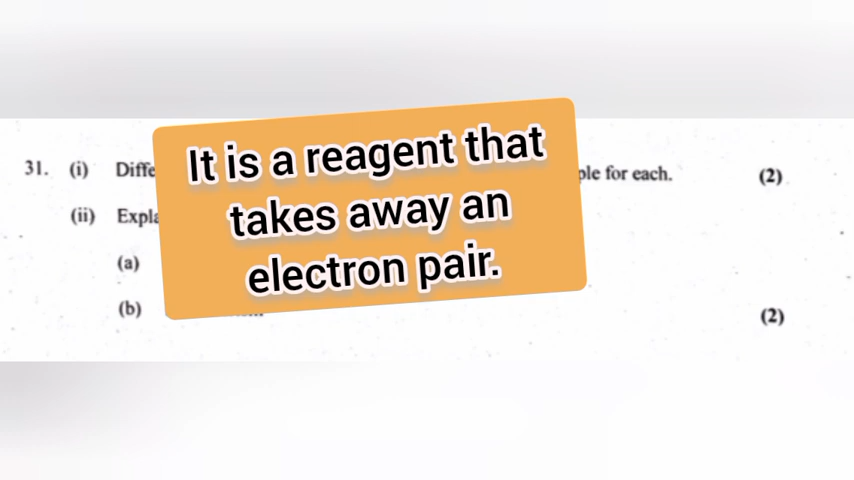 31. (i) Diffe ple for each. (2)
(ii) Expla
(a)
(b) (2)
It is a reagent that
takes away an
electron pair.